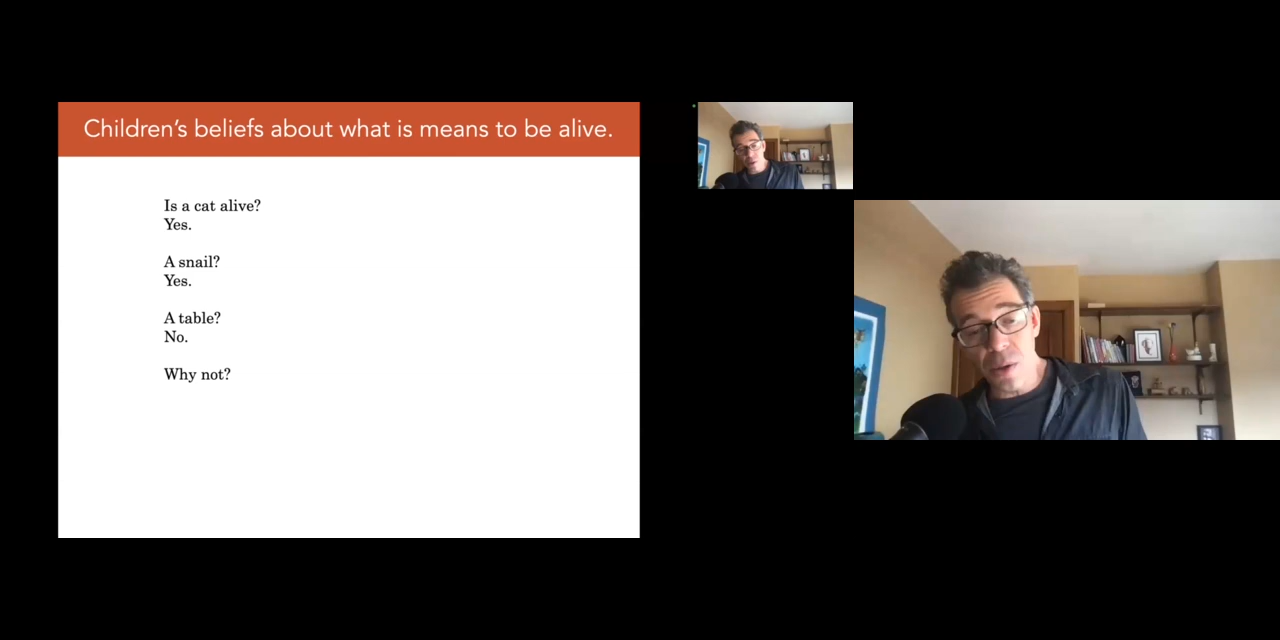 Children's beliefs about what is means to be alive.
Is a cat alive?
Yes.
A snail?
Yes.
A table?
No.
Why not?